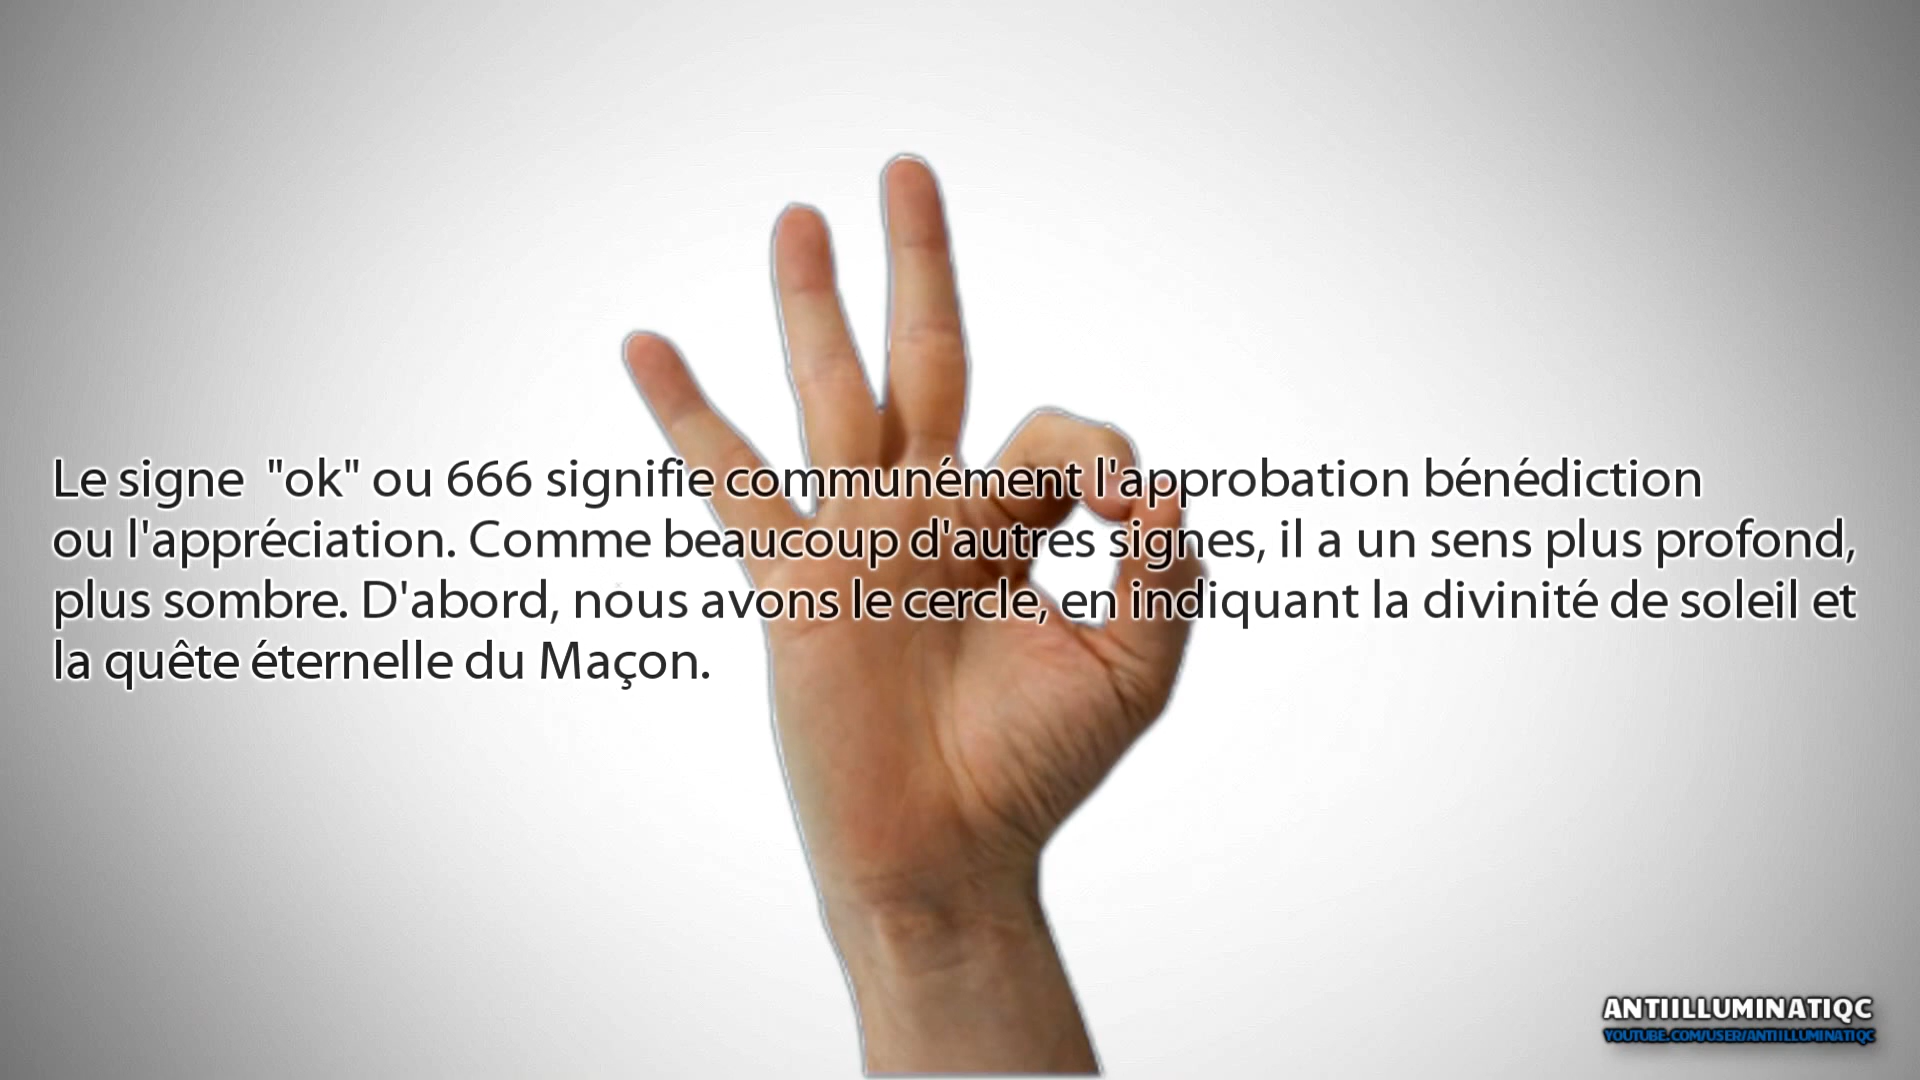 Le signe  "ok" ou 666 signifie communément l'approbation bénédiction
ou l'appréciation. Comme beaucoup d'autres signes, il a un sens plus profond,
plus sombre. D'abord, nous avons le cercle, en indiquant la divinité de soleil et
la quête éternelle du Maçon.
ANTIILLUMINATIQC
YOUTUBE.COM/USER/ANTIILLUMINATIQC